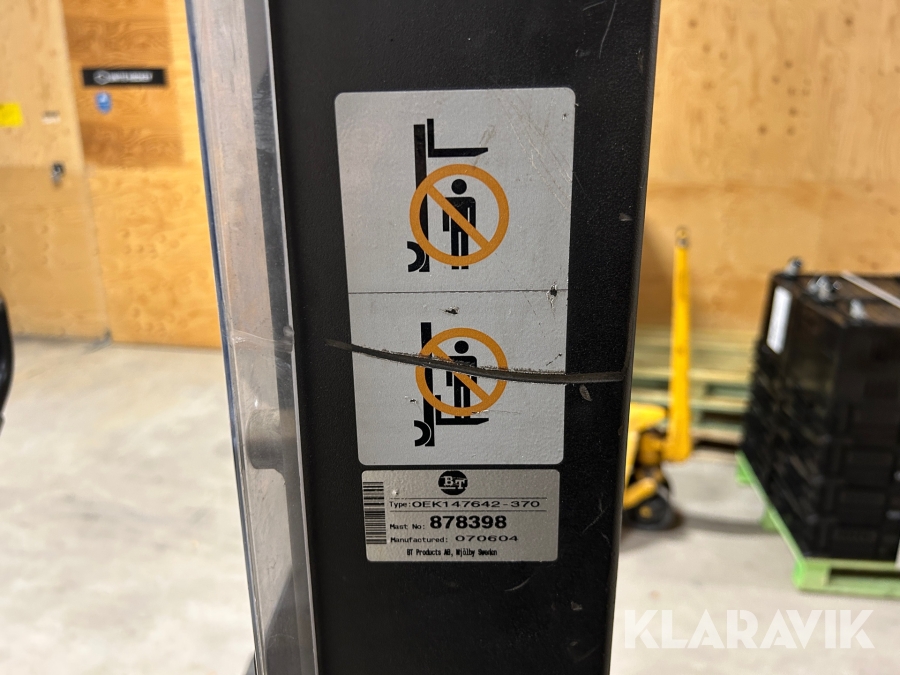 BT
Type: OEK147642-370
Mast No: 878398
Manufactured: 070604
BT Products AB, Mjölby Sweden
KLARAVIK